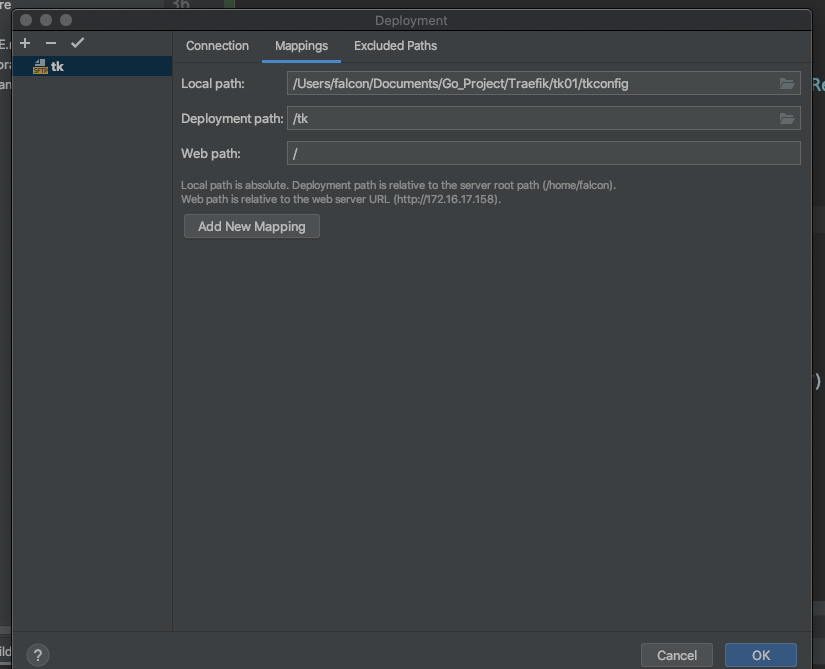 Deployment
tk
Connection
Mappings
Excluded Paths
Local path:
/Users/falcon/Documents/Go_Project/Traefik/tk01/tkconfig
Deployment path:
/tk
Web path:
/
Local path is absolute. Deployment path is relative to the server root path (/home/falcon).
Web path is relative to the web server URL (http://172.16.17.158).
Add New Mapping
?
Cancel
OK